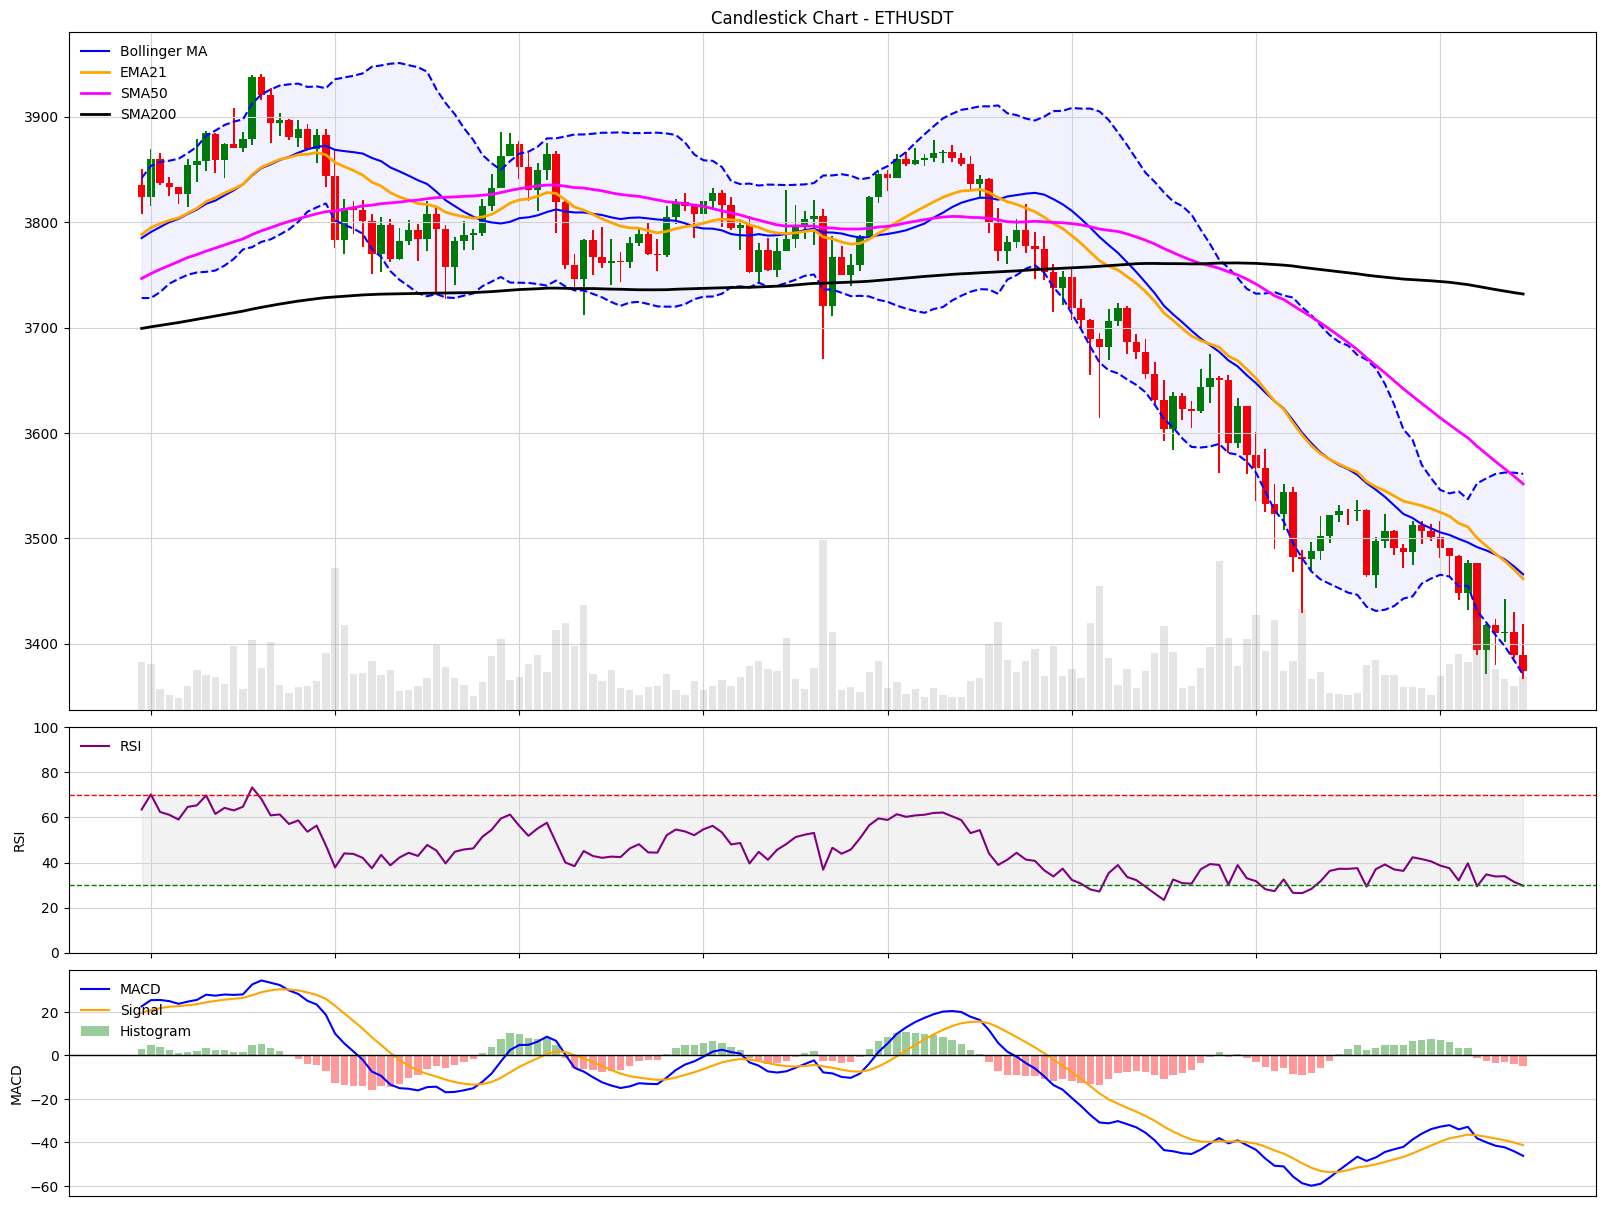 Candlestick Chart - ETHUSDT
Bollinger MA
EMA21
SMA50
SMA200
3900
3800
3700
3600
3500
3400
RSI
100
80
60
40
20
0
RSI
MACD
Signal
Histogram
20
0
−20
−40
−60
MACD